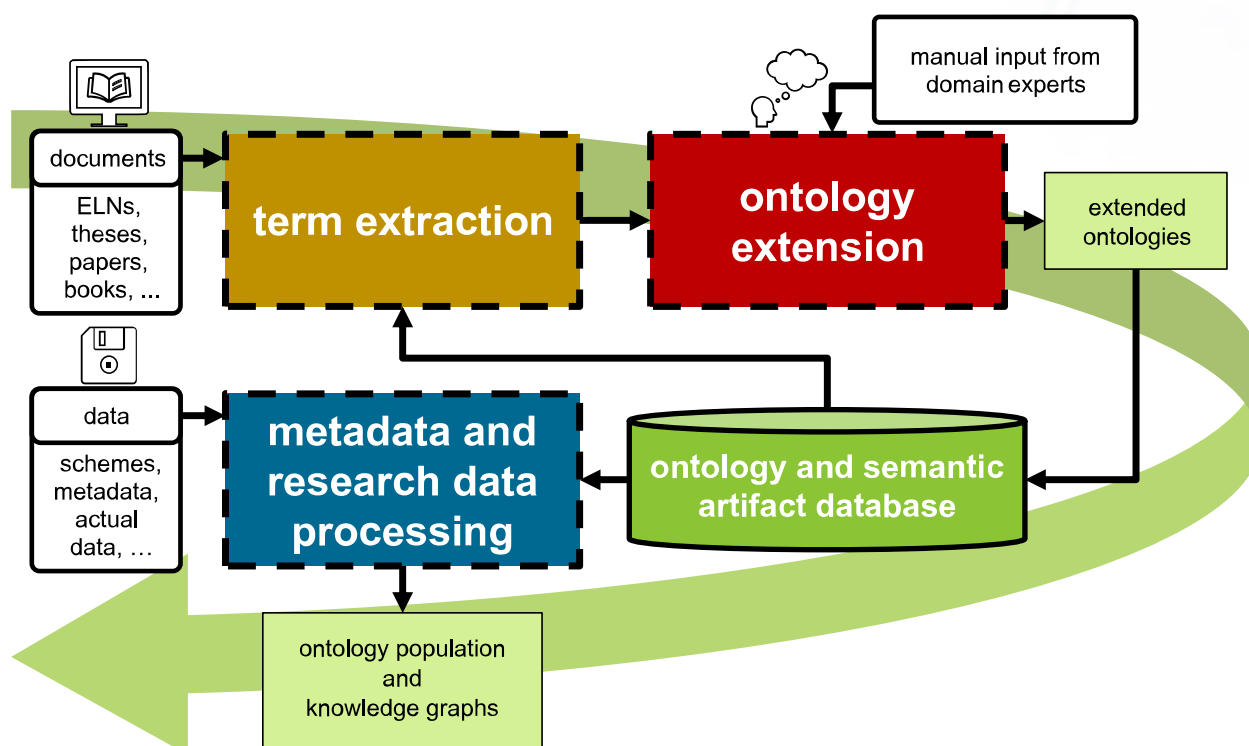 manual input from
domain experts
documents
ELNs,
theses,
papers,
books, ...
term extraction
ontology
extension
extended
ontologies
data
schemes,
metadata,
actual
data, ...
metadata and
research data
processing
ontology and semantic
artifact database
ontology population
and
knowledge graphs